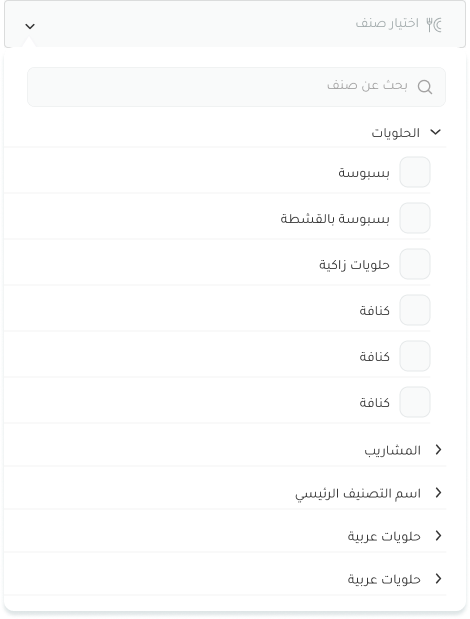 اختيار صنف
بحث عن صنف
الحلويات
بسبوسة
بسبوسة بالقشطة
حلويات زاكية
كنافة
كنافة
كنافة
المشاريب
اسم التصنيف الرئيسي
حلويات عربية
حلويات عربية